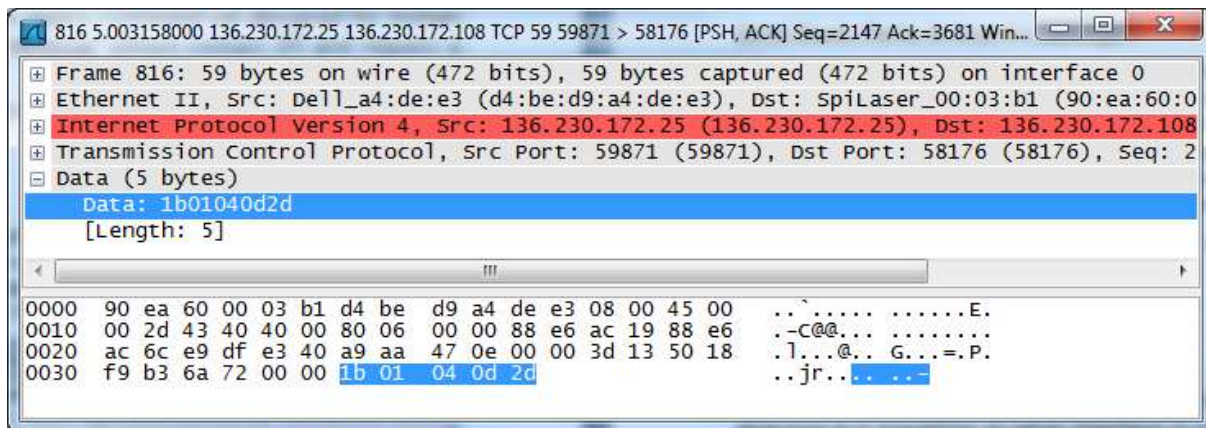 816 5.003158000 136.230.172.25 136.230.172.108 TCP 59 59871 > 58176 [PSH, ACK] Seq=2147 Ack=3681 Win...
Frame 816: 59 bytes on wire (472 bits), 59 bytes captured (472 bits) on interface 0
Ethernet II, Src: Dell_a4:de:e3 (d4:be:d9:a4:de:e3), Dst: SpiLaser_00:03:b1 (90:ea:60:0
Internet Protocol Version 4, Src: 136.230.172.25 (136.230.172.25), Dst: 136.230.172.108
Transmission Control Protocol, Src Port: 59871 (59871), Dst Port: 58176 (58176), Seq: 2
Data (5 bytes)
Data: 1b01040d2d
[Length: 5]
0000 90 ea 60 00 03 b1 d4 be d9 a4 de e3 08 00 45 00 ..`..... ......E.
0010 00 2d 43 40 40 00 80 06 00 00 88 e6 ac 19 88 e6 .-C@@... ........
0020 ac 6c e9 df e3 40 a9 aa 47 0e 00 00 3d 13 50 18 .l...@.. G...=.P.
0030 f9 b3 6a 72 00 00 1b 01 04 0d 2d ..jr.... ..-